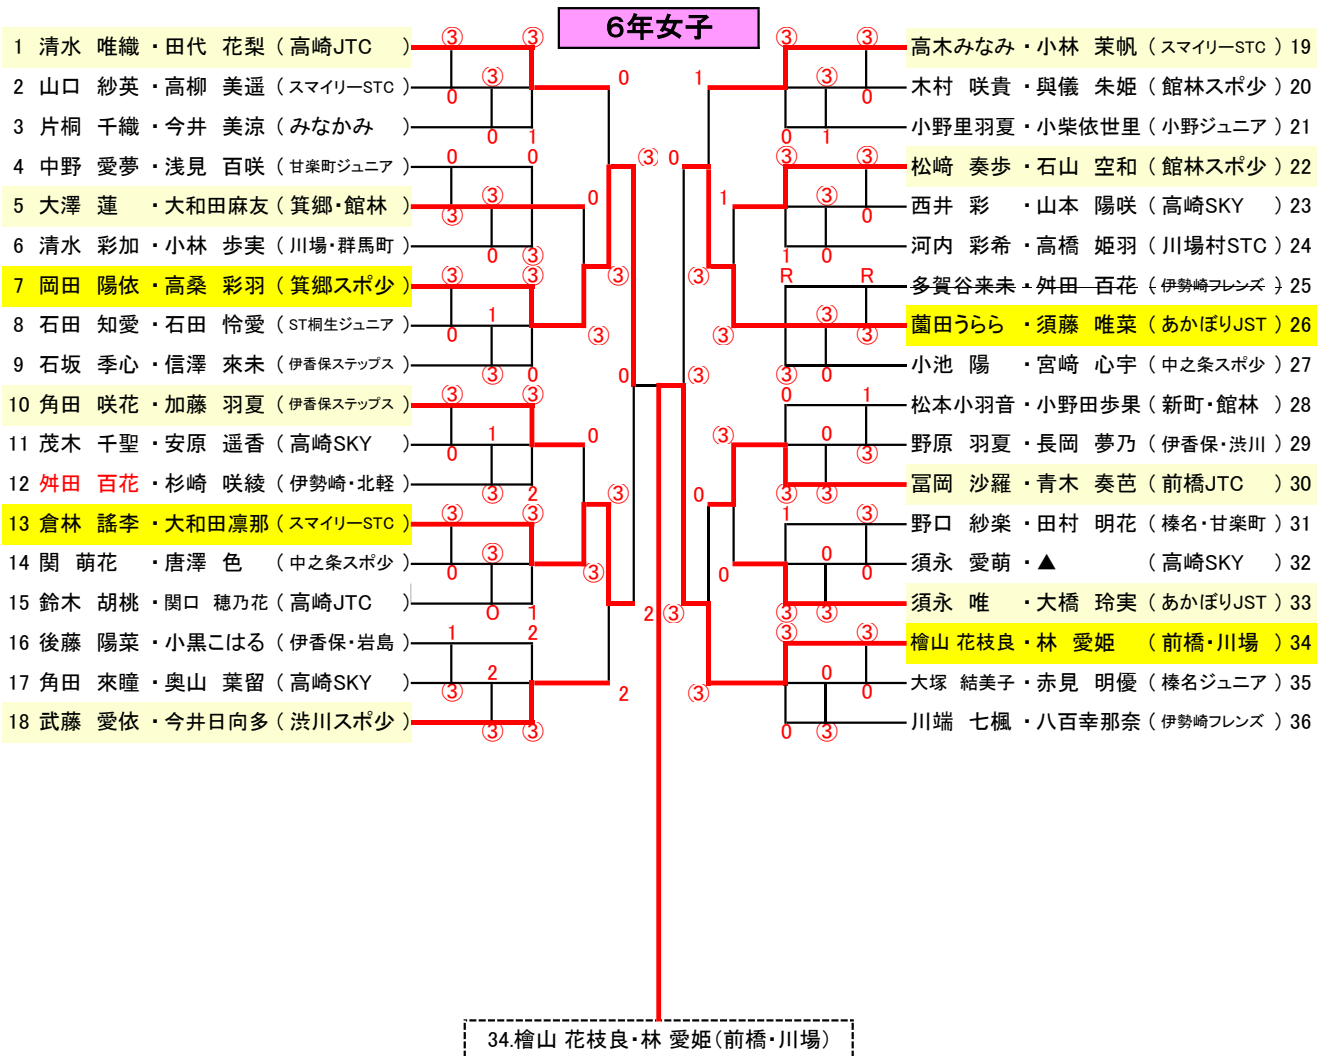 6年女子
1 清水 唯織・田代 花梨(高崎JTC)
2 山口 紗英・高柳 美遥(スマイリーSTC)
3 片桐 千織・今井 美涼(みなかみ)
4 中野 愛夢・浅見 百咲(甘楽町ジュニア)
5 大澤 蓮・大和田麻友(箕郷・館林)
6 清水 彩加・小林 歩実(川場・群馬町)
7 岡田 陽依・高桑 彩羽(箕郷スポ少)
8 石田 知愛・石田 怜愛(ST桐生ジュニア)
9 石坂 季心・信澤 來未(伊香保ステップス)
10 角田 咲花・加藤 羽夏(伊香保ステップス)
11 茂木 千聖・安原 遥香(高崎SKY)
12 舛田 百花・杉崎 咲綾(伊勢崎・北軽)
13 倉林 謠李・大和田凛那(スマイリーSTC)
14 関 萌花・唐澤 色(中之条スポ少)
15 鈴木 胡桃・関口 穂乃花(高崎JTC)
16 後藤 陽菜・小黒こはる(伊香保・岩島)
17 角田 來瞳・奥山 葉留(高崎SKY)
18 武藤 愛依・今井日向多(渋川スポ少)
高木みなみ・小林 茉帆(スマイリーSTC)19
木村 咲貴・與儀 朱姫(館林スポ少)20
小野里羽夏・小柴依世里(小野ジュニア)21
松﨑 奏歩・石山 空和(館林スポ少)22
西井 彩・山本 陽咲(高崎SKY)23
河内 彩希・高橋 姫羽(川場村STC)24
多賀谷来未・舛田 百花(伊勢崎フレンズ)25
薗田うらら・須藤 唯菜(あかぼりJST)26
小池 陽・宮﨑 心宇(中之条スポ少)27
松本小羽音・小野田歩果(新町・館林)28
野原 羽夏・長岡 夢乃(伊香保・渋川)29
冨岡 沙羅・青木 奏芭(前橋JTC)30
野口 紗楽・田村 明花(榛名・甘楽町)31
須永 愛萌・▲(高崎SKY)32
須永 唯・大橋 玲実(あかぼりJST)33
檜山 花枝良・林 愛姫(前橋・川場)34
大塚 結美子・赤見 明優(榛名ジュニア)35
川端 七楓・八百幸那奈(伊勢崎フレンズ)36
34.檜山 花枝良・林 愛姫(前橋・川場)